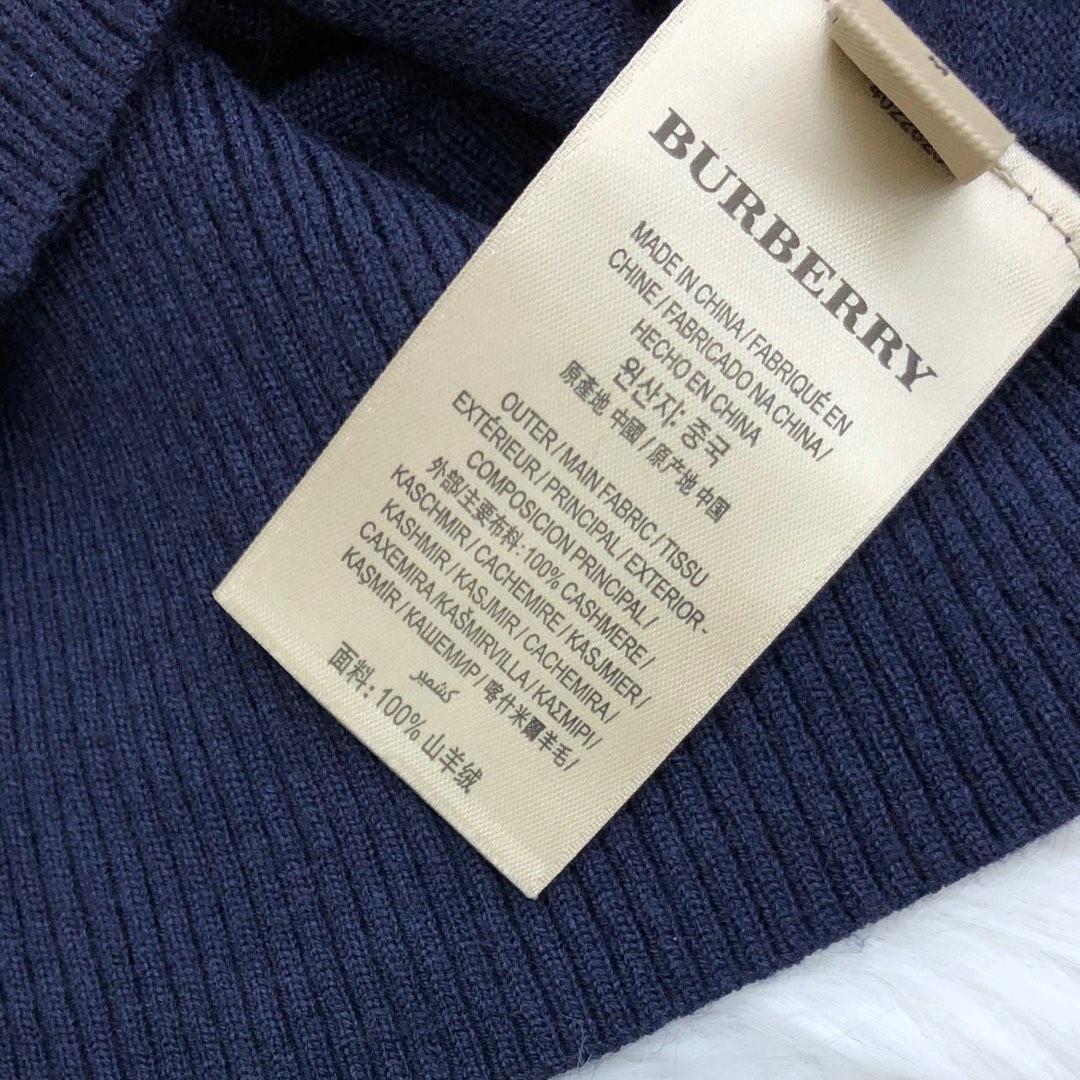 BURBERRY
MADE IN CHINA / FABRIQUÉ EN
CHINE / FABRICADO NA CHINA /
HECHO EN CHINA
원산지: 중국
原產地 中國 / 原产地 中国
OUTER / MAIN FABRIC / TISSU
EXTÉRIEUR / PRINCIPAL / EXTERIOR-
COMPOSICION PRINCIPAL /
外部/主要布料: 100% CASHMERE /
KASCHMIR / CACHEMIRE / KASJMIER /
KASHMIR / KASJMIR / CACHEMIRA /
CAXEMIRA / KAŠMIRVILLA / ΚΑΣΜΙΡΙ /
KAŞMİR / КАШЕМИР / 喀什米爾羊毛 /
كشمير
面料: 100% 山羊绒